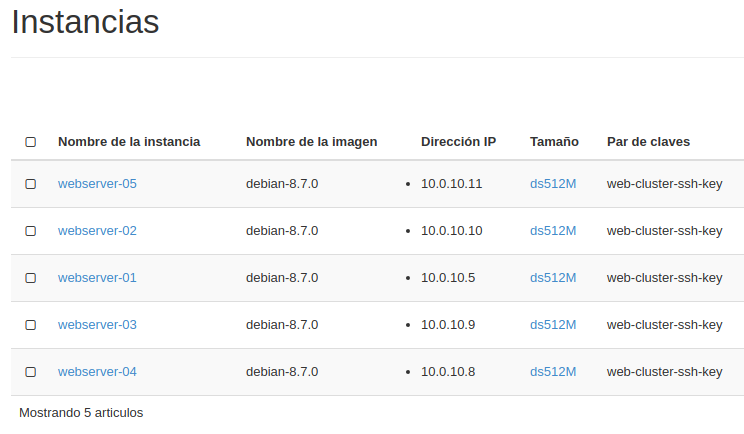 Instancias
Nombre de la instancia Nombre de la imagen Dirección IP Tamaño Par de claves
webserver-05 debian-8.7.0 • 10.0.10.11 ds512M web-cluster-ssh-key
webserver-02 debian-8.7.0 • 10.0.10.10 ds512M web-cluster-ssh-key
webserver-01 debian-8.7.0 • 10.0.10.5 ds512M web-cluster-ssh-key
webserver-03 debian-8.7.0 • 10.0.10.9 ds512M web-cluster-ssh-key
webserver-04 debian-8.7.0 • 10.0.10.8 ds512M web-cluster-ssh-key
Mostrando 5 articulos